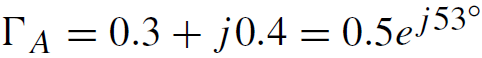 Γ_A = 0.3 + j0.4 = 0.5e^{j53°}